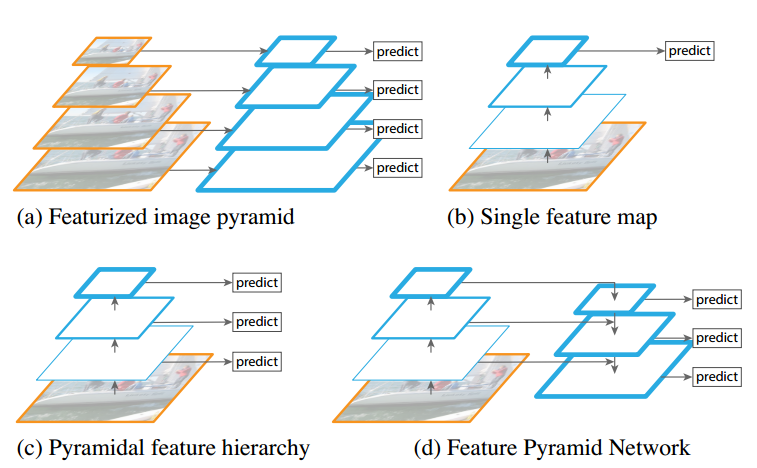 predict
predict
predict
predict
(a) Featurized image pyramid
predict
(b) Single feature map
predict
predict
predict
(c) Pyramidal feature hierarchy
predict
predict
predict
(d) Feature Pyramid Network